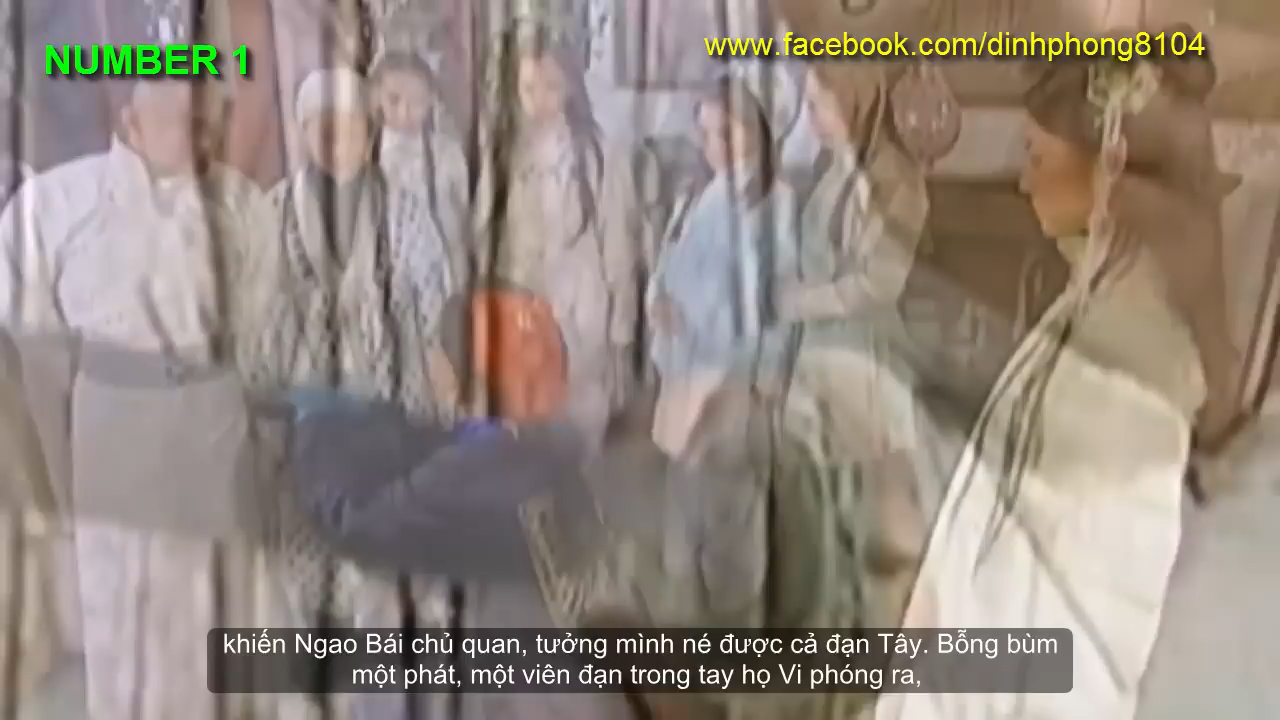 NUMBER 1
www.facebook.com/dinhphong8104
khiến Ngao Bái chủ quan, tưởng mình né được cả đạn Tây. Bỗng bùm
một phát, một viên đạn trong tay họ Vi phóng ra,